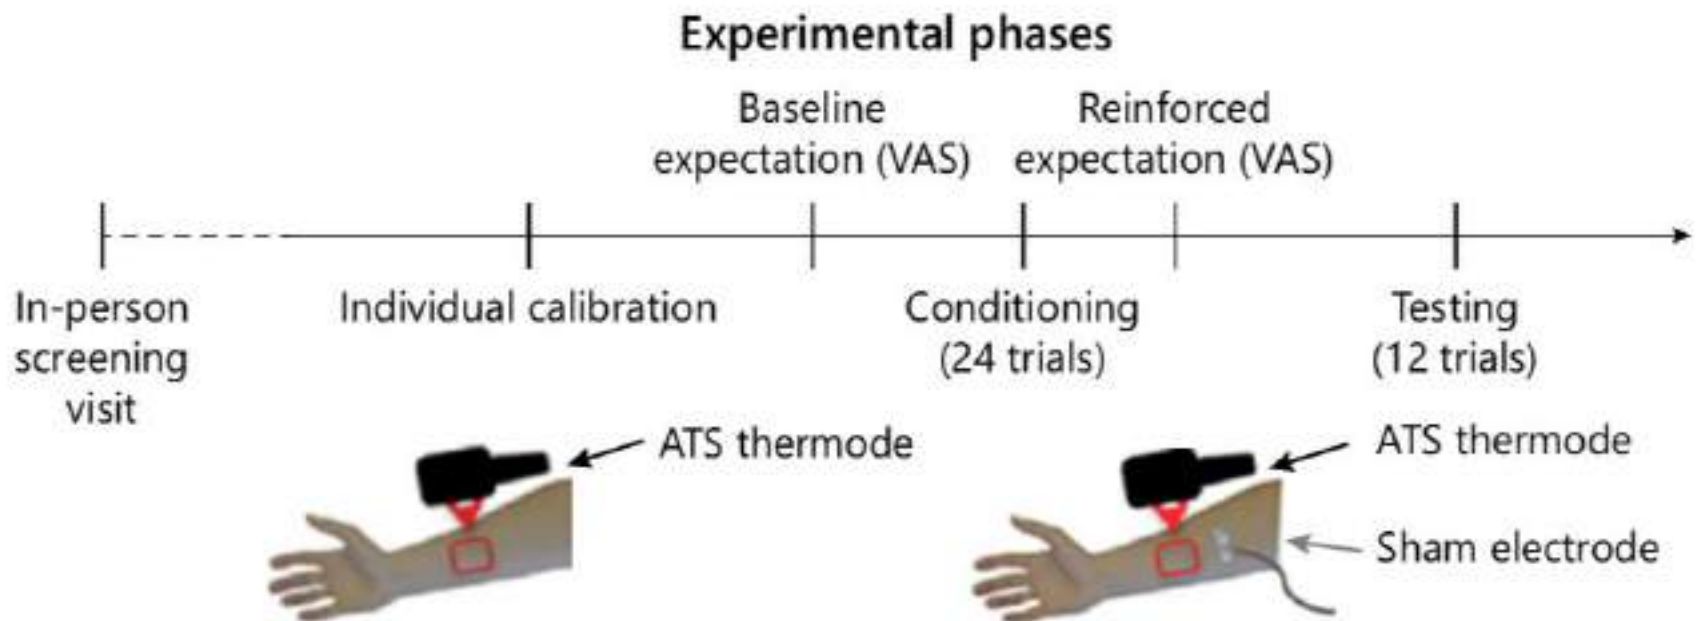 Experimental phases
Baseline
expectation (VAS)
Reinforced
expectation (VAS)
In-person
screening
visit
Individual calibration
Conditioning
(24 trials)
Testing
(12 trials)
ATS thermode
ATS thermode
Sham electrode